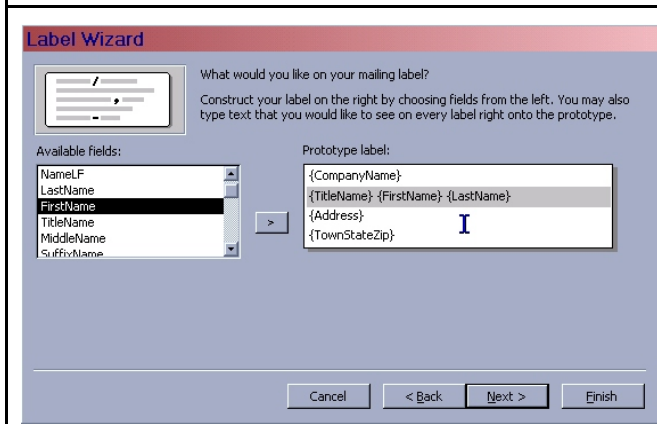 Label Wizard
What would you like on your mailing label?
Construct your label on the right by choosing fields from the left. You may also
type text that you would like to see on every label right onto the prototype.
Available fields:
NameLF
LastName
FirstName
TitleName
MiddleName
SuffixName
>
Prototype label:
{CompanyName}
{TitleName} {FirstName} {LastName}
{Address}
{TownStateZip}
Cancel
< Back
Next >
Finish